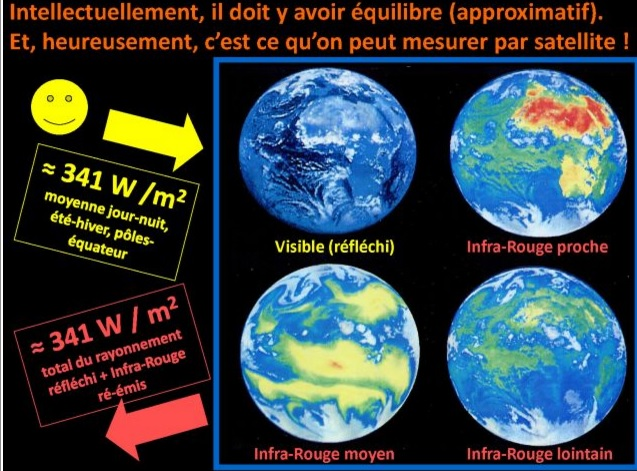 Intellectuellement, il doit y avoir équilibre (approximatif).
Et, heureusement, c’est ce qu’on peut mesurer par satellite !
≈ 341 W /m²
moyenne jour-nuit,
été-hiver, pôles-
équateur
Visible (réfléchi)
Infra-Rouge proche
≈ 341 W / m²
total du rayonnement
réfléchi + Infra-Rouge
ré-émis
Infra-Rouge moyen
Infra-Rouge lointain